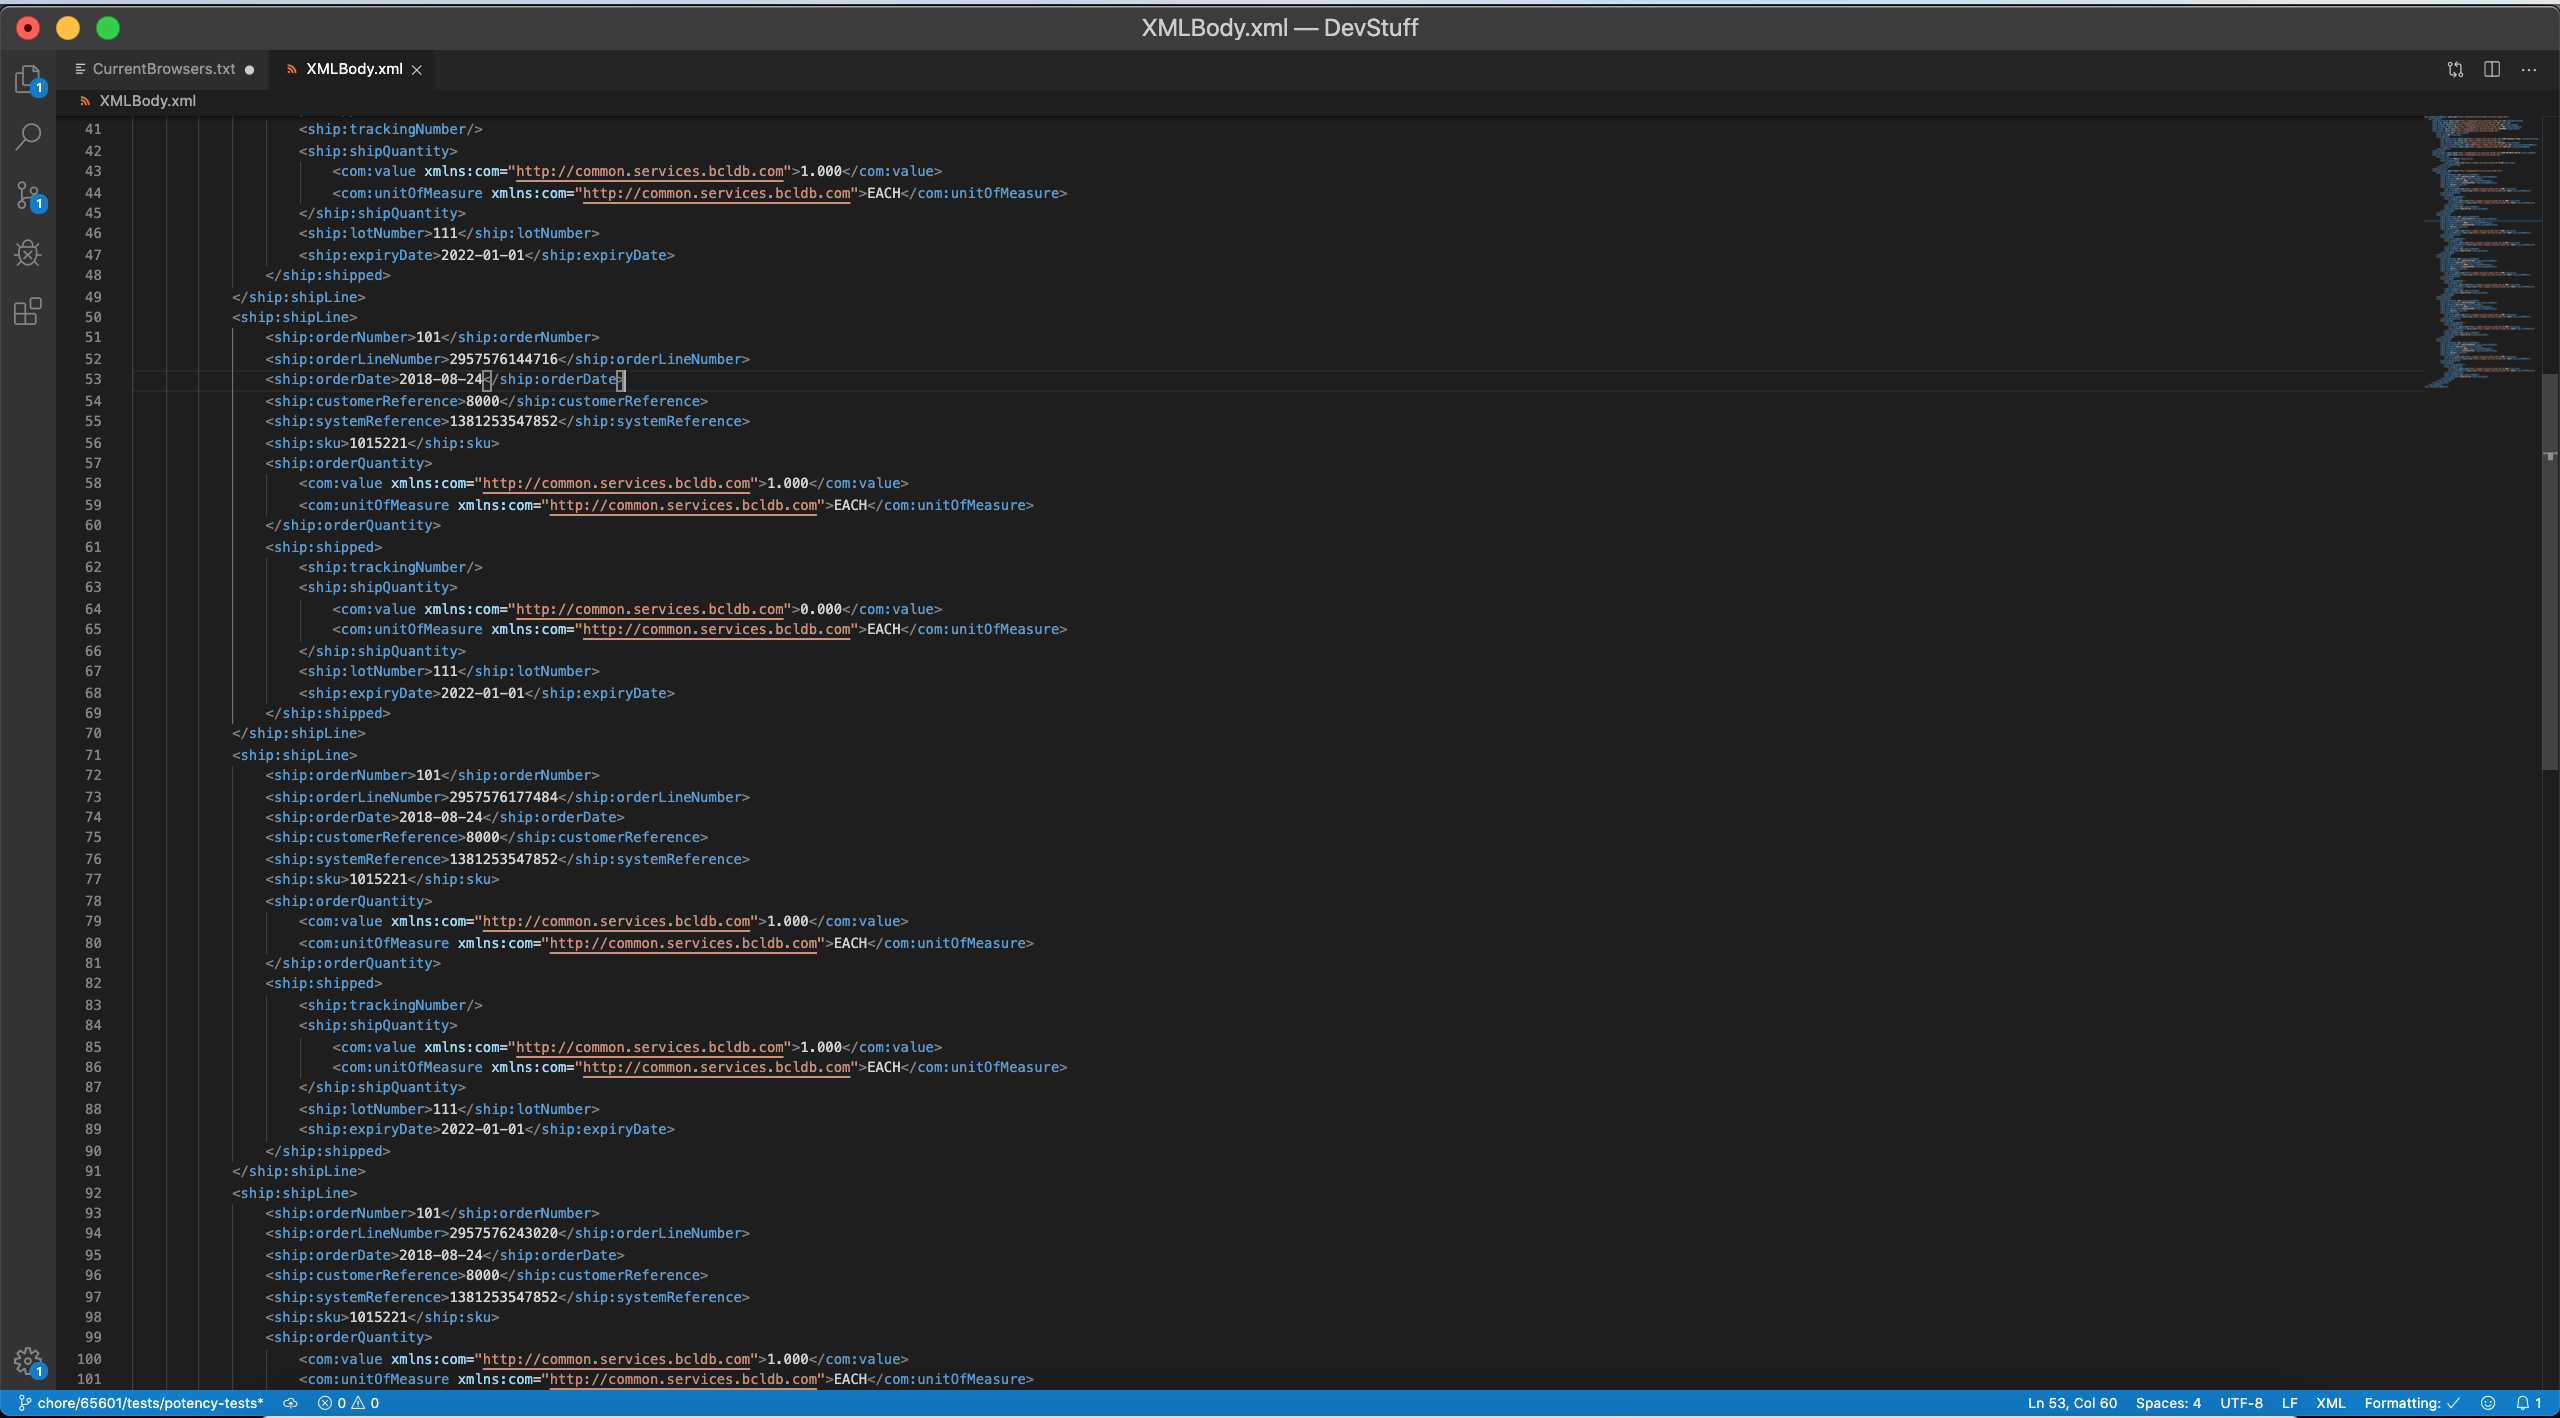 XMLBody.xml — DevStuff
CurrentBrowsers.txt
XMLBody.xml
XMLBody.xml
41 <ship:trackingNumber/>
42 <ship:shipQuantity>
43 <com:value xmlns:com="http://common.services.bcldb.com">1.000</com:value>
44 <com:unitOfMeasure xmlns:com="http://common.services.bcldb.com">EACH</com:unitOfMeasure>
45 </ship:shipQuantity>
46 <ship:lotNumber>111</ship:lotNumber>
47 <ship:expiryDate>2022-01-01</ship:expiryDate>
48 </ship:shipped>
49 </ship:shipLine>
50 <ship:shipLine>
51 <ship:orderNumber>101</ship:orderNumber>
52 <ship:orderLineNumber>2957576144716</ship:orderLineNumber>
53 <ship:orderDate>2018-08-24</ship:orderDate>
54 <ship:customerReference>8000</ship:customerReference>
55 <ship:systemReference>1381253547852</ship:systemReference>
56 <ship:sku>1015221</ship:sku>
57 <ship:orderQuantity>
58 <com:value xmlns:com="http://common.services.bcldb.com">1.000</com:value>
59 <com:unitOfMeasure xmlns:com="http://common.services.bcldb.com">EACH</com:unitOfMeasure>
60 </ship:orderQuantity>
61 <ship:shipped>
62 <ship:trackingNumber/>
63 <ship:shipQuantity>
64 <com:value xmlns:com="http://common.services.bcldb.com">0.000</com:value>
65 <com:unitOfMeasure xmlns:com="http://common.services.bcldb.com">EACH</com:unitOfMeasure>
66 </ship:shipQuantity>
67 <ship:lotNumber>111</ship:lotNumber>
68 <ship:expiryDate>2022-01-01</ship:expiryDate>
69 </ship:shipped>
70 </ship:shipLine>
71 <ship:shipLine>
72 <ship:orderNumber>101</ship:orderNumber>
73 <ship:orderLineNumber>2957576177484</ship:orderLineNumber>
74 <ship:orderDate>2018-08-24</ship:orderDate>
75 <ship:customerReference>8000</ship:customerReference>
76 <ship:systemReference>1381253547852</ship:systemReference>
77 <ship:sku>1015221</ship:sku>
78 <ship:orderQuantity>
79 <com:value xmlns:com="http://common.services.bcldb.com">1.000</com:value>
80 <com:unitOfMeasure xmlns:com="http://common.services.bcldb.com">EACH</com:unitOfMeasure>
81 </ship:orderQuantity>
82 <ship:shipped>
83 <ship:trackingNumber/>
84 <ship:shipQuantity>
85 <com:value xmlns:com="http://common.services.bcldb.com">1.000</com:value>
86 <com:unitOfMeasure xmlns:com="http://common.services.bcldb.com">EACH</com:unitOfMeasure>
87 </ship:shipQuantity>
88 <ship:lotNumber>111</ship:lotNumber>
89 <ship:expiryDate>2022-01-01</ship:expiryDate>
90 </ship:shipped>
91 </ship:shipLine>
92 <ship:shipLine>
93 <ship:orderNumber>101</ship:orderNumber>
94 <ship:orderLineNumber>2957576243020</ship:orderLineNumber>
95 <ship:orderDate>2018-08-24</ship:orderDate>
96 <ship:customerReference>8000</ship:customerReference>
97 <ship:systemReference>1381253547852</ship:systemReference>
98 <ship:sku>1015221</ship:sku>
99 <ship:orderQuantity>
100 <com:value xmlns:com="http://common.services.bcldb.com">1.000</com:value>
101 <com:unitOfMeasure xmlns:com="http://common.services.bcldb.com">EACH</com:unitOfMeasure>
1
1
1
chore/65601/tests/potency-tests* 0 0 Ln 53, Col 60 Spaces: 4 UTF-8 LF XML Formatting: ✓ 1